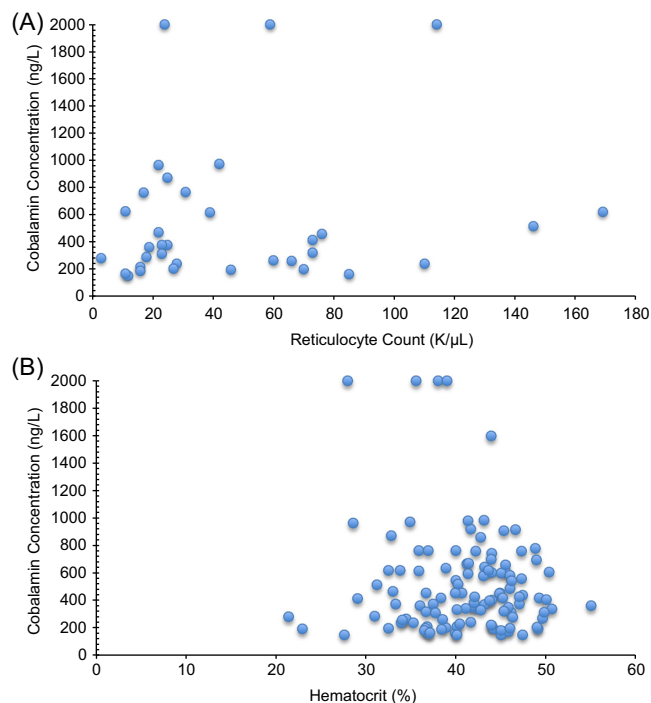 (A)
2000
1800
1600
1400
1200
1000
800
600
400
200
0
Cobalamin Concentration (ng/L)
0 20 40 60 80 100 120 140 160 180
Reticulocyte Count (K/µL)
(B)
2000
1800
1600
1400
1200
1000
800
600
400
200
0
Cobalamin Concentration (ng/L)
0 10 20 30 40 50 60
Hematocrit (%)